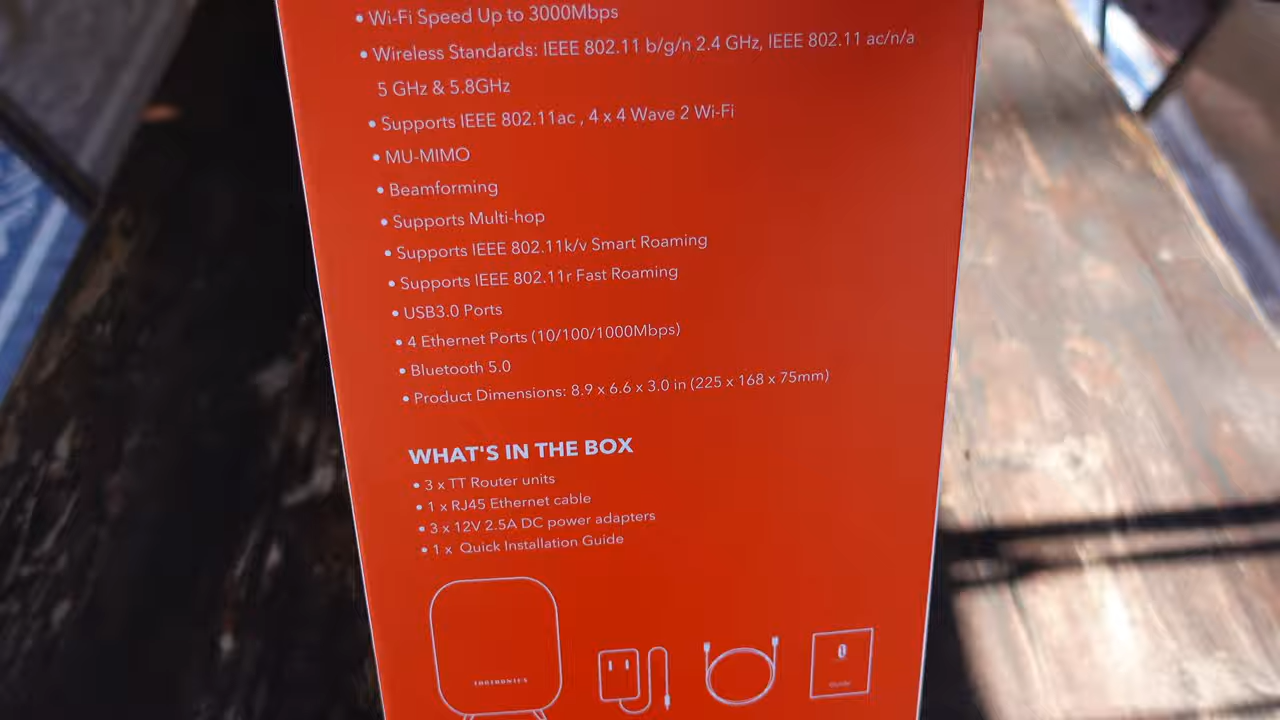 • Wi-Fi Speed Up to 3000Mbps
• Wireless Standards: IEEE 802.11 b/g/n 2.4 GHz, IEEE 802.11 ac/n/a
5 GHz & 5.8GHz
• Supports IEEE 802.11ac , 4 x 4 Wave 2 Wi-Fi
• MU-MIMO
• Beamforming
• Supports Multi-hop
• Supports IEEE 802.11k/v Smart Roaming
• Supports IEEE 802.11r Fast Roaming
• USB3.0 Ports
• 4 Ethernet Ports (10/100/1000Mbps)
• Bluetooth 5.0
• Product Dimensions: 8.9 x 6.6 x 3.0 in (225 x 168 x 75mm)
WHAT'S IN THE BOX
• 3 x TT Router units
• 1 x RJ45 Ethernet cable
• 3 x 12V 2.5A DC power adapters
• 1 x Quick Installation Guide
TAOTRONICS
Guide